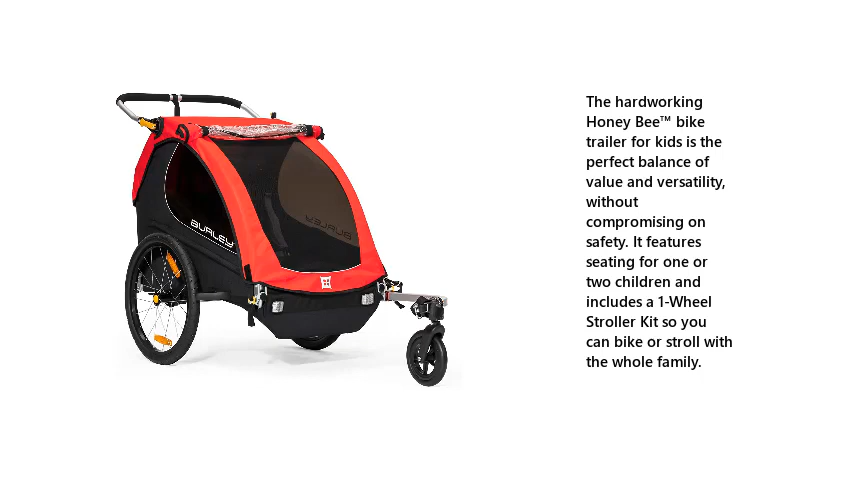 BURLEY
BURLEY
The hardworking
Honey Bee™ bike
trailer for kids is the
perfect balance of
value and versatility,
without
compromising on
safety. It features
seating for one or
two children and
includes a 1-Wheel
Stroller Kit so you
can bike or stroll with
the whole family.